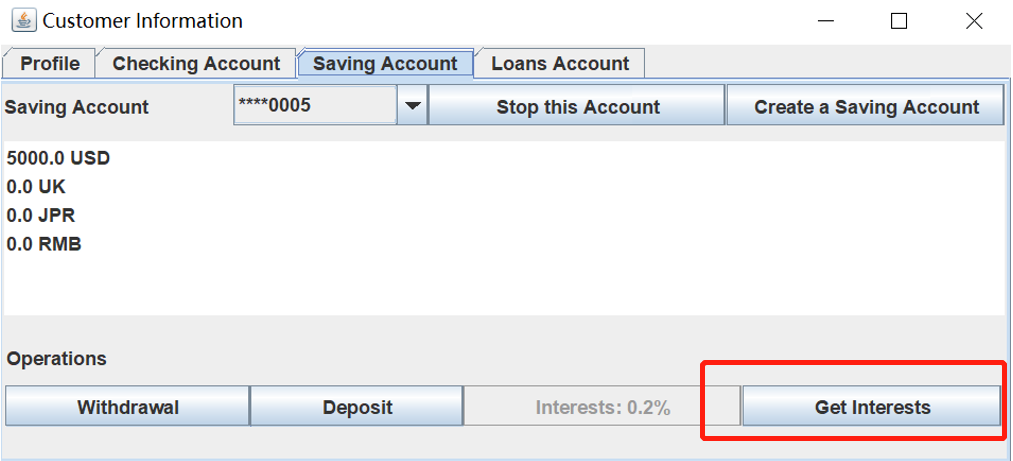 Customer Information
Profile Checking Account Saving Account Loans Account
Saving Account ****0005 Stop this Account Create a Saving Account
5000.0 USD
0.0 UK
0.0 JPR
0.0 RMB
Operations
Withdrawal Deposit Interests: 0.2% Get Interests